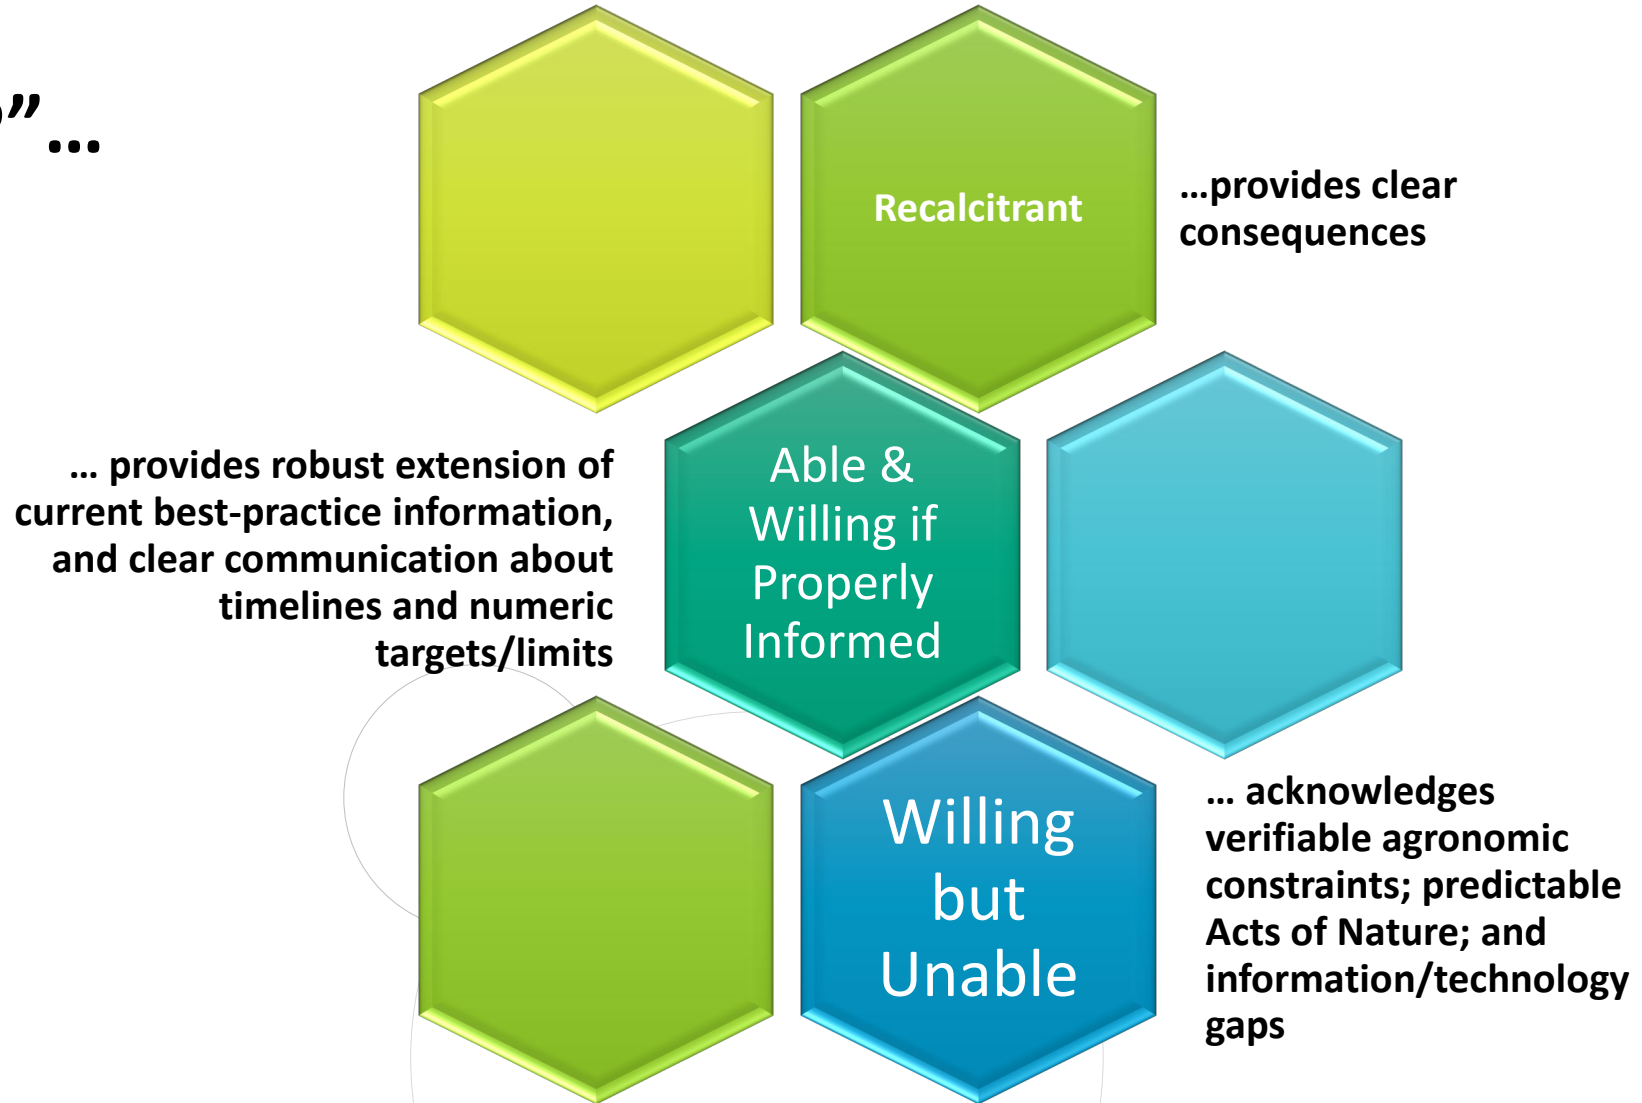 ”…
Recalcitrant
…provides clear
consequences
… provides robust extension of
current best-practice information,
and clear communication about
timelines and numeric
targets/limits
Able &
Willing if
Properly
Informed
Willing
but
Unable
… acknowledges
verifiable agronomic
constraints; predictable
Acts of Nature; and
information/technology
gaps